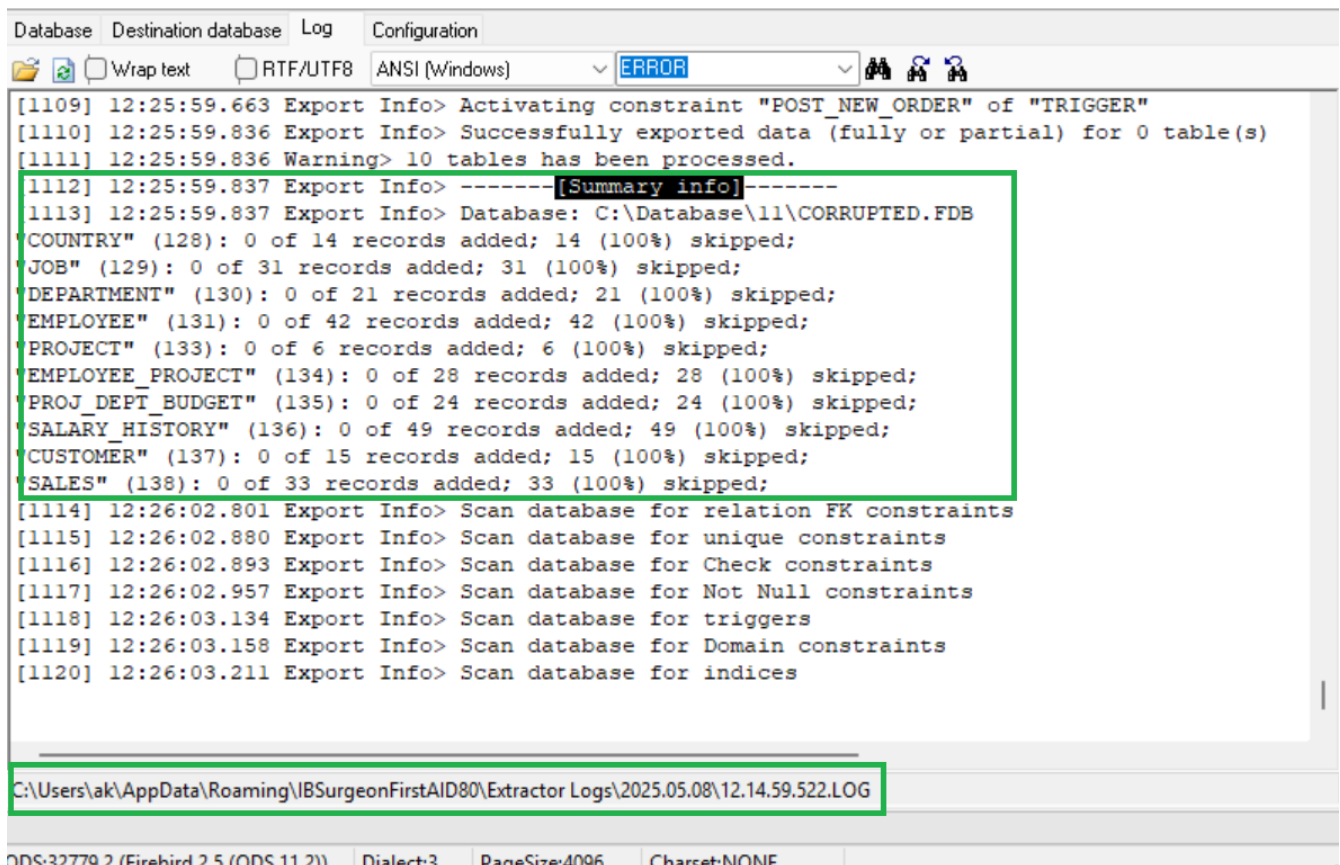 Database Destination database Log Configuration
Wrap text RTF/UTF8 ANSI (Windows) ERROR
[1109] 12:25:59.663 Export Info> Activating constraint "POST_NEW_ORDER" of "TRIGGER"
[1110] 12:25:59.836 Export Info> Successfully exported data (fully or partial) for 0 table(s)
[1111] 12:25:59.836 Warning> 10 tables has been processed.
[1112] 12:25:59.837 Export Info> -------[Summary info]-------
[1113] 12:25:59.837 Export Info> Database: C:\Database\11\CORRUPTED.FDB
"COUNTRY" (128): 0 of 14 records added; 14 (100%) skipped;
"JOB" (129): 0 of 31 records added; 31 (100%) skipped;
"DEPARTMENT" (130): 0 of 21 records added; 21 (100%) skipped;
"EMPLOYEE" (131): 0 of 42 records added; 42 (100%) skipped;
"PROJECT" (133): 0 of 6 records added; 6 (100%) skipped;
"EMPLOYEE_PROJECT" (134): 0 of 28 records added; 28 (100%) skipped;
"PROJ_DEPT_BUDGET" (135): 0 of 24 records added; 24 (100%) skipped;
"SALARY_HISTORY" (136): 0 of 49 records added; 49 (100%) skipped;
"CUSTOMER" (137): 0 of 15 records added; 15 (100%) skipped;
"SALES" (138): 0 of 33 records added; 33 (100%) skipped;
[1114] 12:26:02.801 Export Info> Scan database for relation FK constraints
[1115] 12:26:02.880 Export Info> Scan database for unique constraints
[1116] 12:26:02.893 Export Info> Scan database for Check constraints
[1117] 12:26:02.957 Export Info> Scan database for Not Null constraints
[1118] 12:26:03.134 Export Info> Scan database for triggers
[1119] 12:26:03.158 Export Info> Scan database for Domain constraints
[1120] 12:26:03.211 Export Info> Scan database for indices
C:\Users\ak\AppData\Roaming\IBSurgeonFirstAID80\Extractor Logs\2025.05.08\12.14.59.522.LOG
ODS:32779.2 (Firebird 2.5 (ODS 11.2)) Dialect:3 PageSize:4096 Charset:NONE